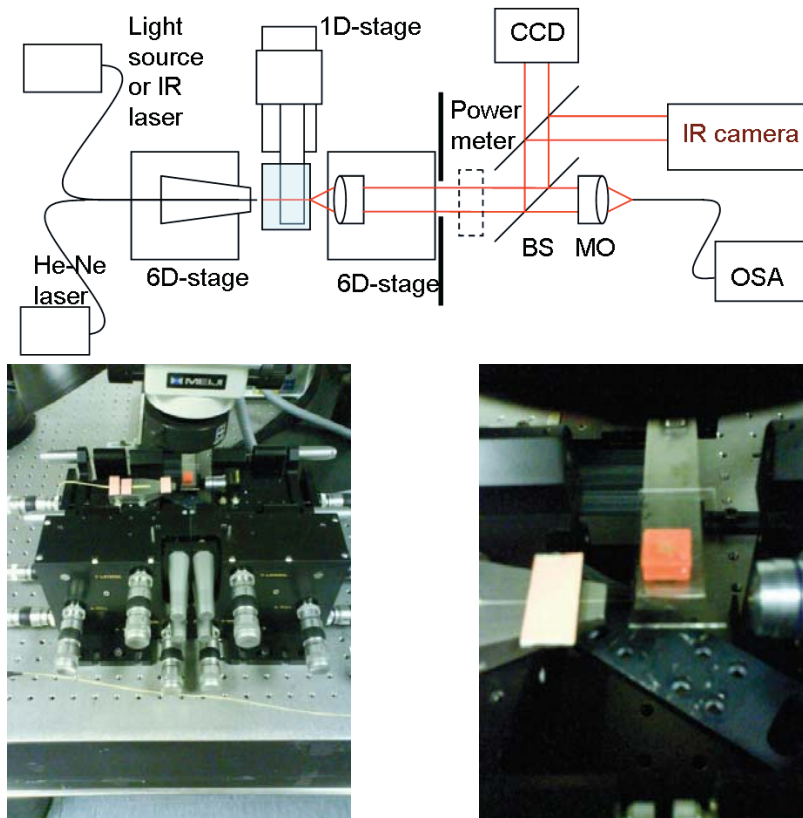 Light
source
or IR
laser
1D-stage
CCD
Power
meter
IR camera
He-Ne
laser
6D-stage
6D-stage
BS
MO
OSA
MEIJI